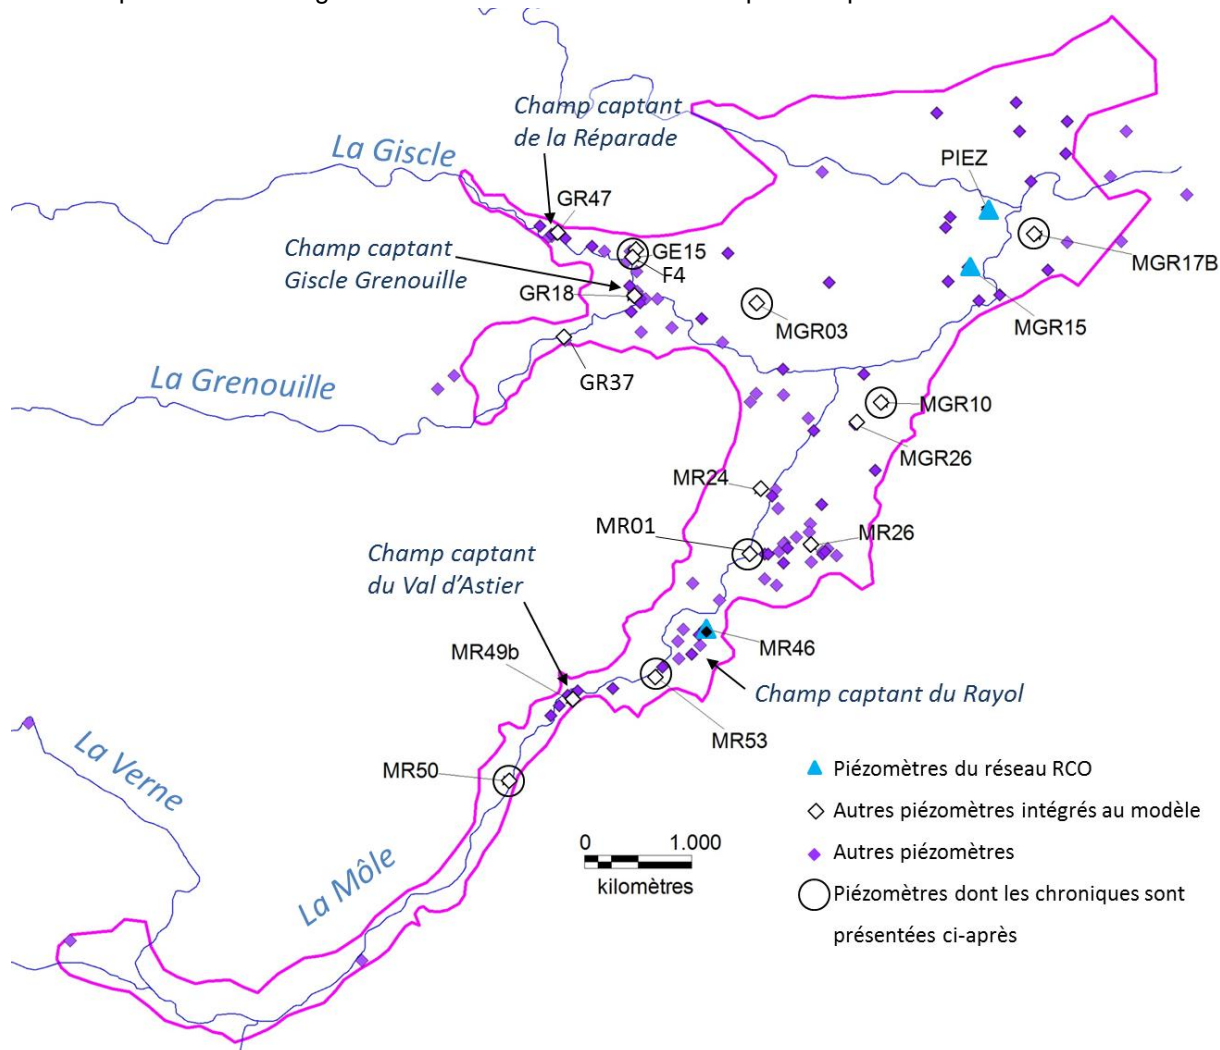 Champ captant
de la Réparade
La Giscle
PIEZ
GR47
Champ captant
Giscle Grenouille
GE15
F4
MGR17B
GR18
MGR03
MGR15
GR37
La Grenouille
MGR10
MGR26
MR24
MR01
MR26
Champ captant
du Val d’Astier
MR49b
MR46
Champ captant du Rayol
MR53
La Verne
MR50
La Môle
0 1.000
kilomètres
Piézomètres du réseau RCO
Autres piézomètres intégrés au modèle
Autres piézomètres
Piézomètres dont les chroniques sont
présentées ci-après